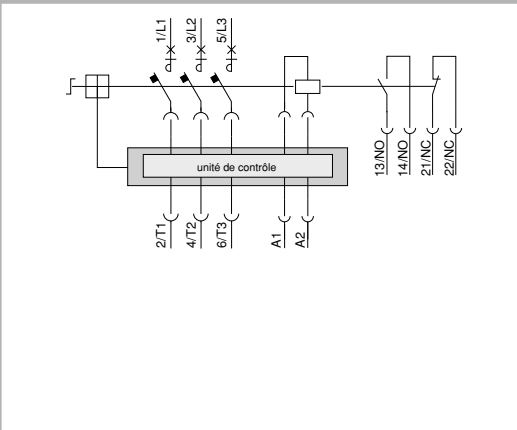 1/L1
3/L2
5/L3
unité de contrôle
13/NO
14/NO
21/NC
22/NC
2/T1
4/T2
6/T3
A1
A2